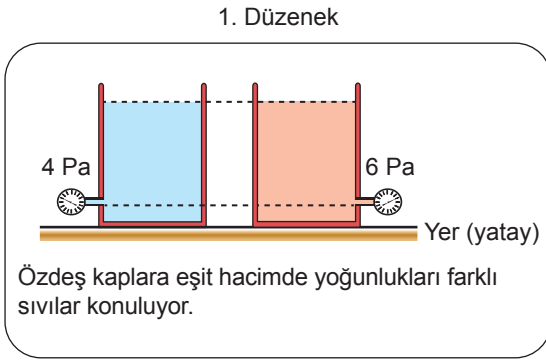 1. Düzenek
4 Pa
6 Pa
Yer (yatay)
Özdeş kaplara eşit hacimde yoğunlukları farklı
sıvılar konuluyor.